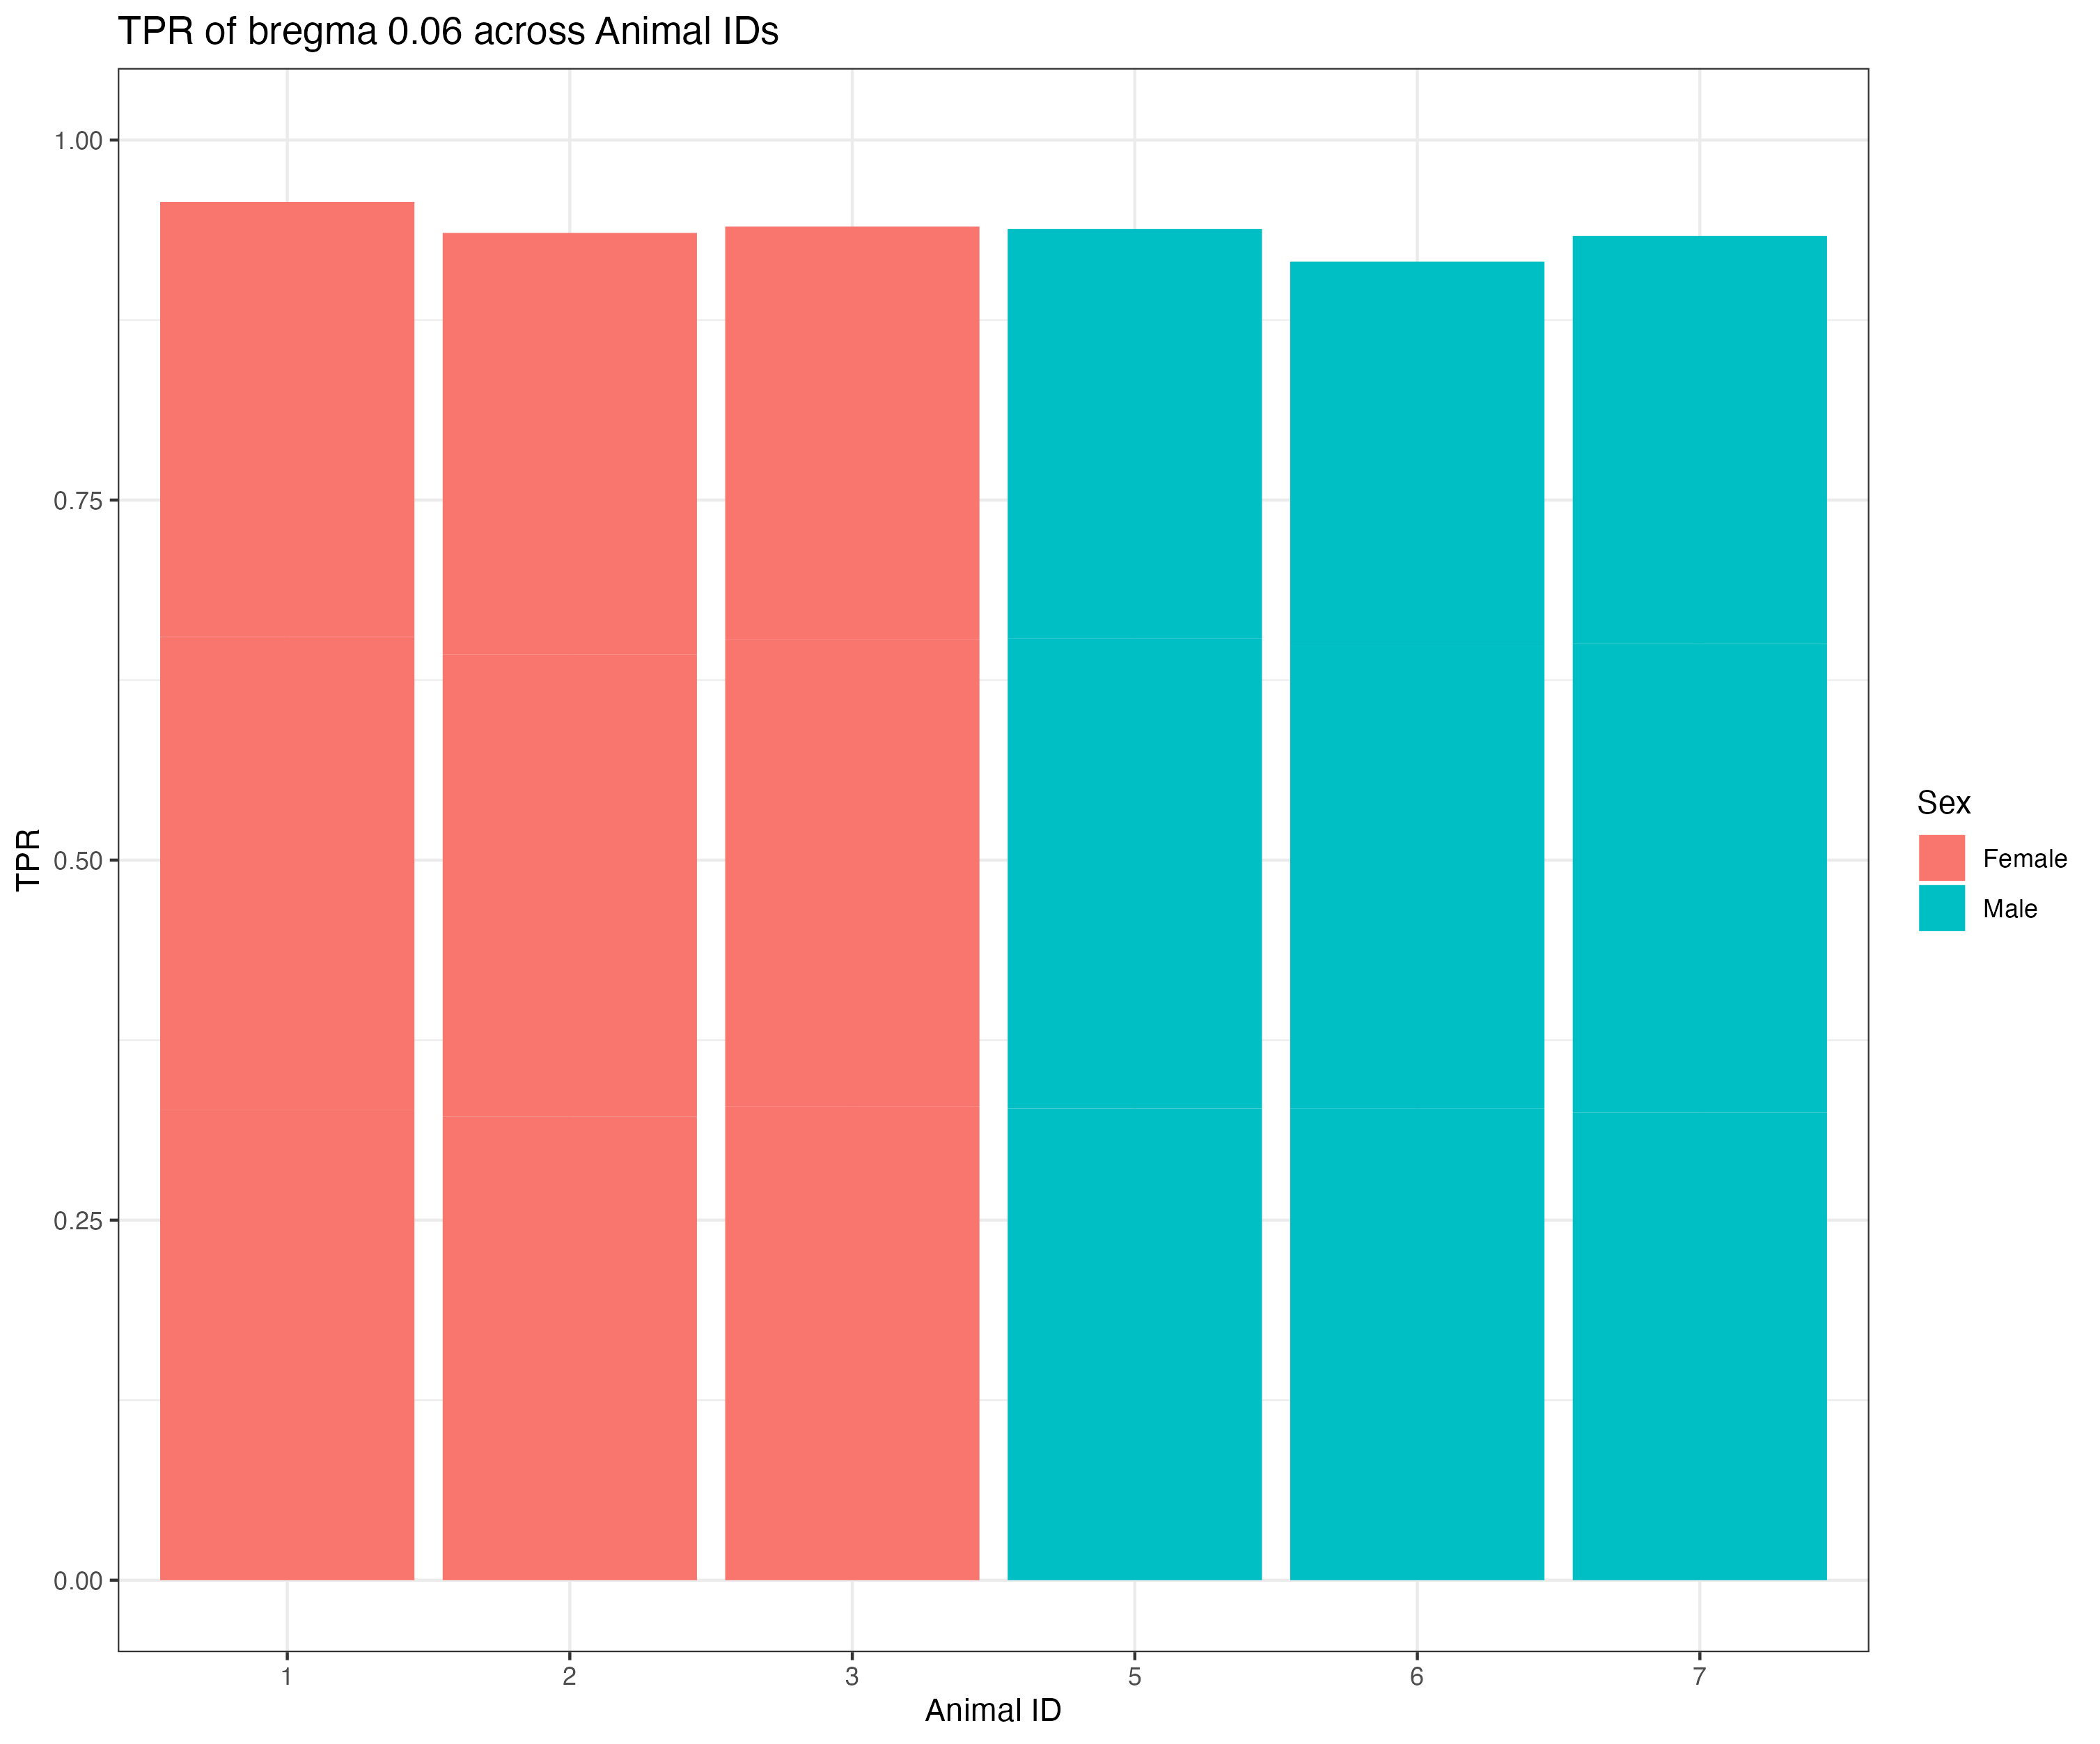 TPR of bregma 0.06 across Animal IDs
1.00
0.75
0.50
0.25
0.00
TPR
1 2 3 5 6 7
Animal ID
Sex
Female
Male